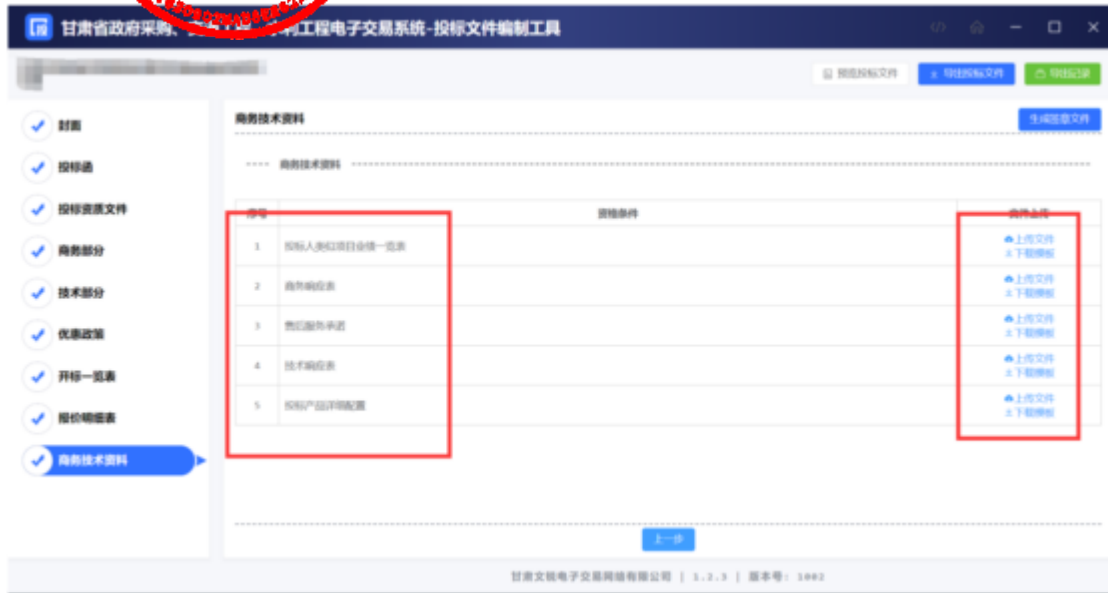 甘肃省政府采购、
水利工程电子交易系统-投标文件编制工具
预览投标文件
导出投标文件
导出记录
封面
投标函
投标资质文件
商务部分
技术部分
优惠政策
开标一览表
报价明细表
商务技术资料
商务技术资料
生成签章文件
商务技术资料
序号 资格条件 文件上传
1 投标人类似项目业绩一览表 上传文件
下载模板
2 商务响应表 上传文件
下载模板
3 售后服务承诺 上传文件
下载模板
4 技术响应表 上传文件
下载模板
5 投标产品详细配置 上传文件
下载模板
上一步
甘肃文锐电子交易网络有限公司 | 1.2.3 | 版本号: 1002